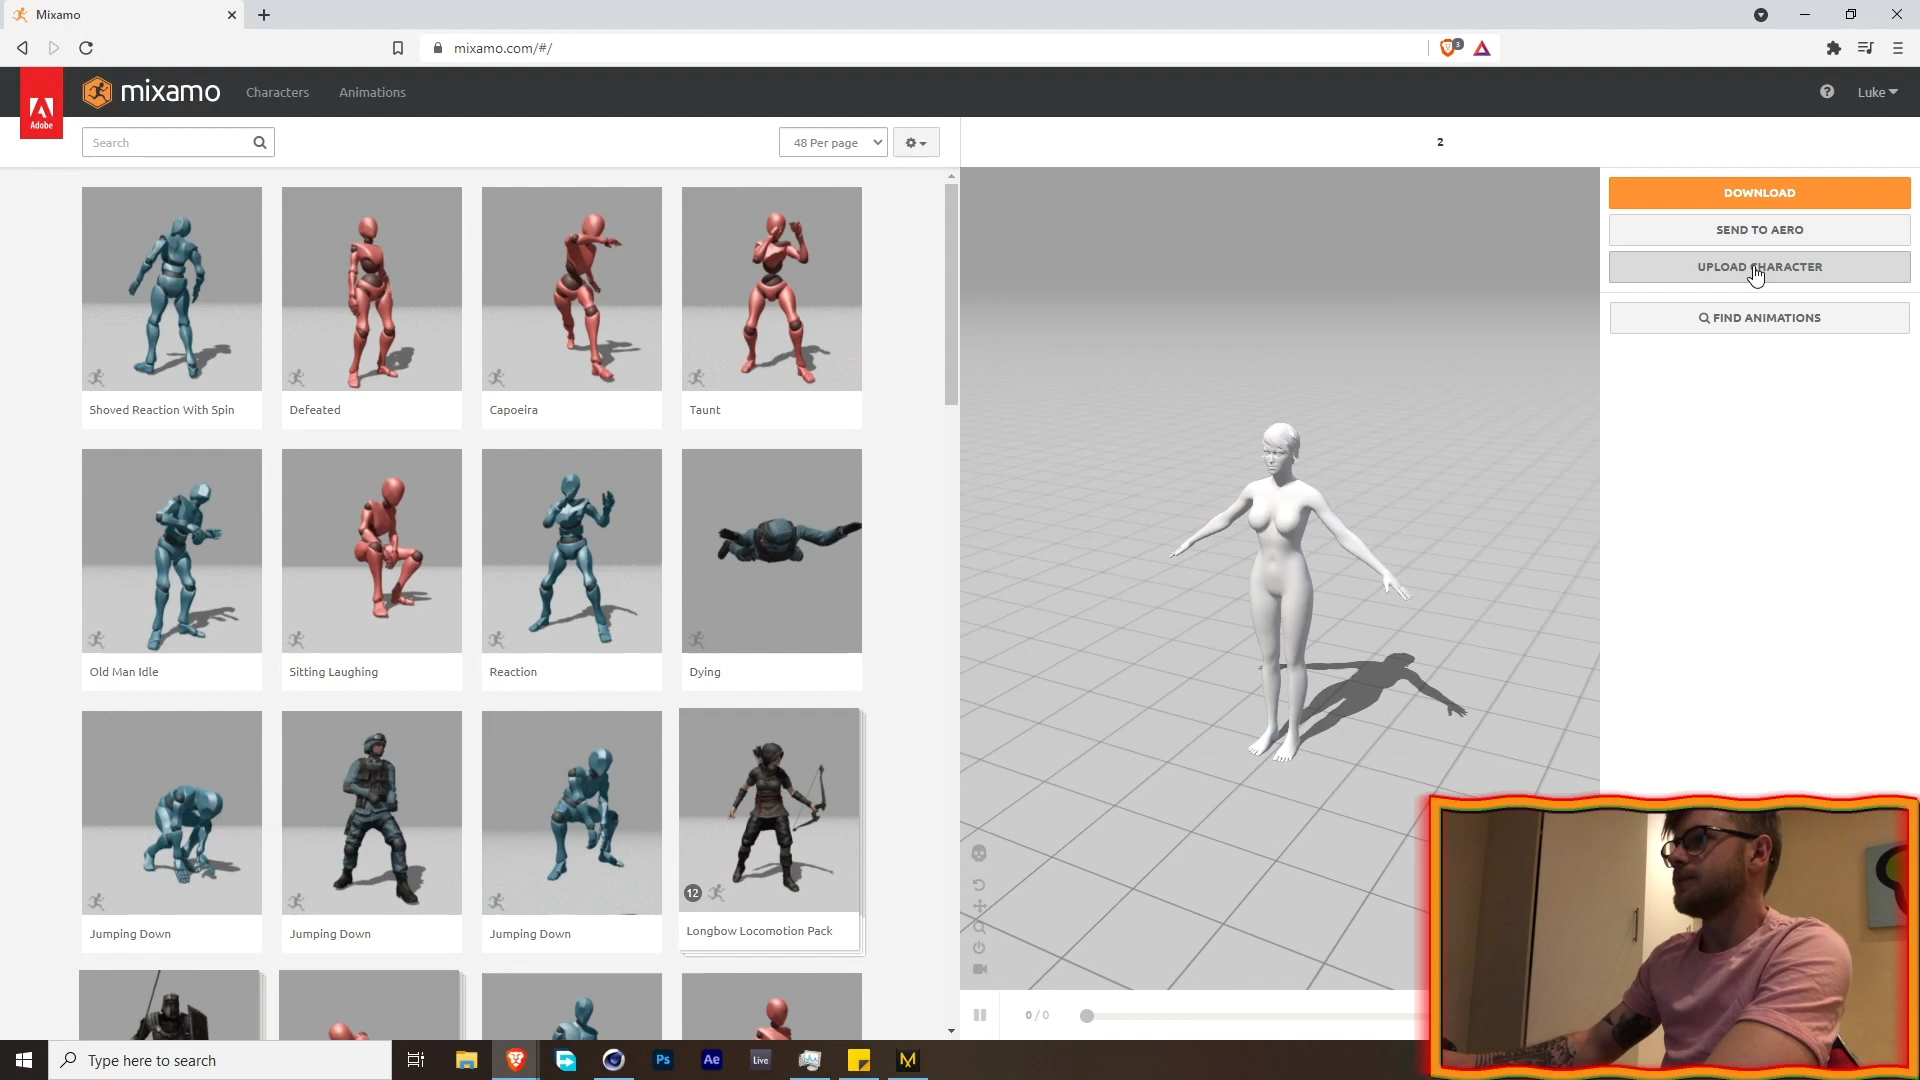 Mixamo
mixamo.com/#/
3
Adobe
mixamo
Characters
Animations
Luke
Search
48 Per page
2
DOWNLOAD
SEND TO AERO
UPLOAD CHARACTER
FIND ANIMATIONS
Shoved Reaction With Spin
Defeated
Capoeira
Taunt
Old Man Idle
Sitting Laughing
Reaction
Dying
Jumping Down
Jumping Down
Jumping Down
12
Longbow Locomotion Pack
0 / 0
Type here to search
Ps
Ae
Live